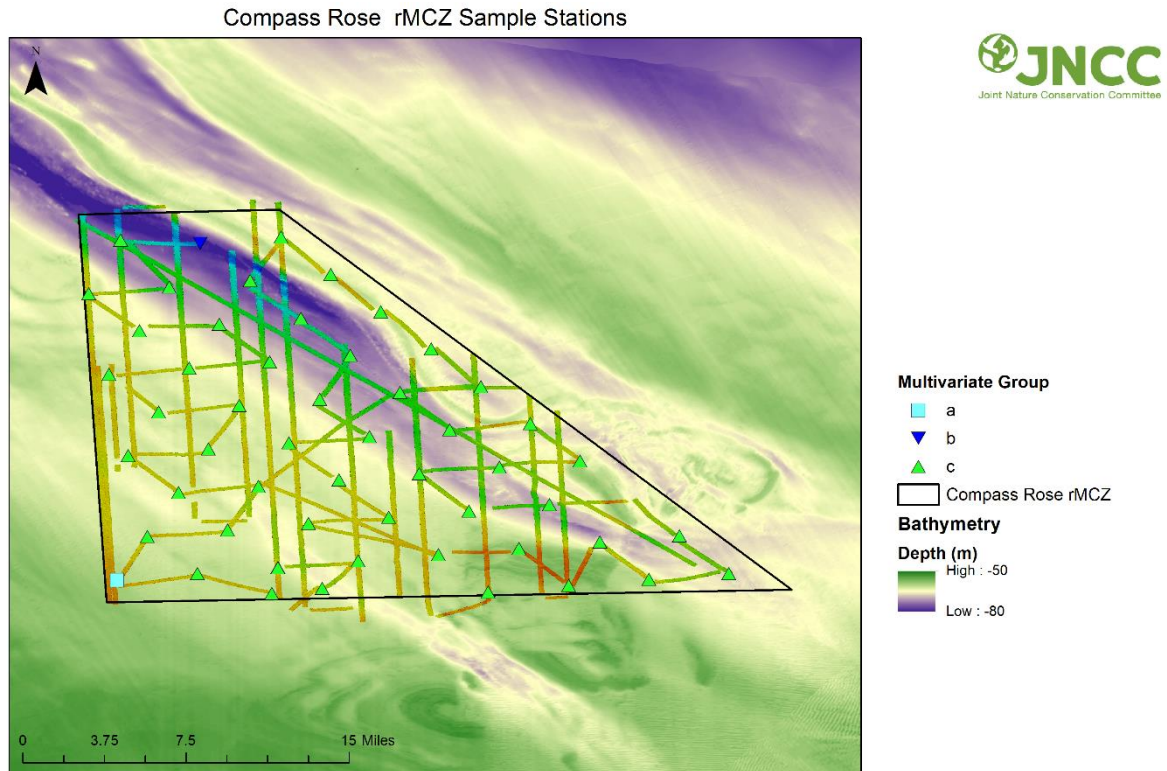 Compass Rose rMCZ Sample Stations
N
JNCC
Joint Nature Conservation Committee
Multivariate Group
a
b
c
Compass Rose rMCZ
Bathymetry
Depth (m)
High : -50
Low : -80
0 3.75 7.5 15 Miles